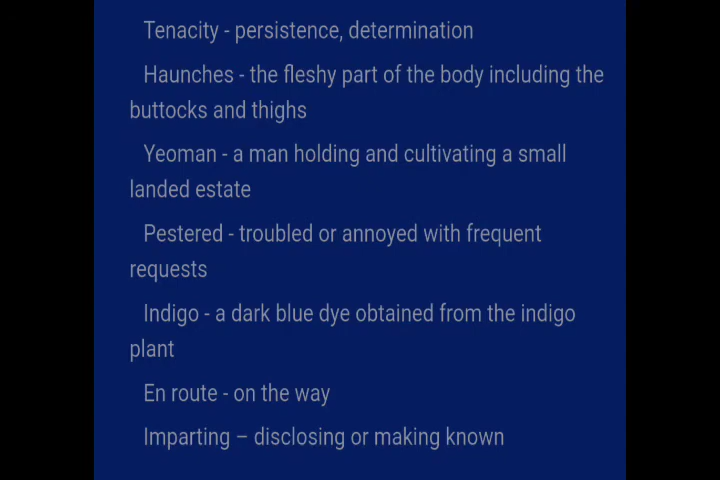 Tenacity - persistence, determination
Haunches - the fleshy part of the body including the
buttocks and thighs
Yeoman - a man holding and cultivating a small
landed estate
Pestered - troubled or annoyed with frequent
requests
Indigo - a dark blue dye obtained from the indigo
plant
En route - on the way
Imparting – disclosing or making known